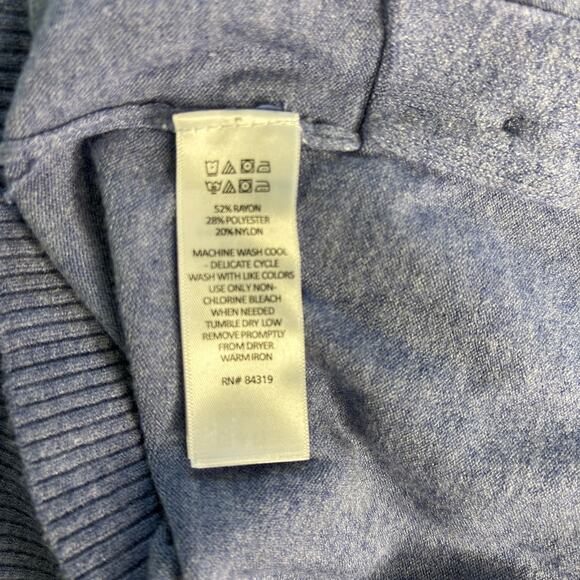 52% RAYON
28% POLYESTER
20% NYLON
MACHINE WASH COOL
- DELICATE CYCLE
WASH WITH LIKE COLORS
USE ONLY NON-
CHLORINE BLEACH
WHEN NEEDED
TUMBLE DRY LOW
REMOVE PROMPTLY
FROM DRYER
WARM IRON
RN# 84319